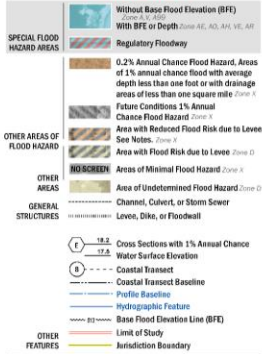 Without Base Flood Elevation (BFE)
Zone A,V, A99
With BFE or Depth Zone AE, AO, AH, VE, AR
SPECIAL FLOOD
HAZARD AREAS
Regulatory Floodway
0.2% Annual Chance Flood Hazard, Areas
of 1% annual chance flood with average
depth less than one foot or with drainage
areas of less than one square mile Zone X
Future Conditions 1% Annual
Chance Flood Hazard Zone X
Area with Reduced Flood Risk due to Levee
See Notes. Zone X
OTHER AREAS OF
FLOOD HAZARD
Area with Flood Risk due to Levee Zone D
NO SCREEN Areas of Minimal Flood Hazard Zone X
OTHER
AREAS
Area of Undetermined Flood Hazard Zone D
GENERAL
STRUCTURES
Channel, Culvert, or Storm Sewer
Levee, Dike, or Floodwall
E 18.2 Cross Sections with 1% Annual Chance
17.5 Water Surface Elevation
8 Coastal Transect
Coastal Transect Baseline
Profile Baseline
Hydrographic Feature
512 Base Flood Elevation Line (BFE)
OTHER
FEATURES
Limit of Study
Jurisdiction Boundary